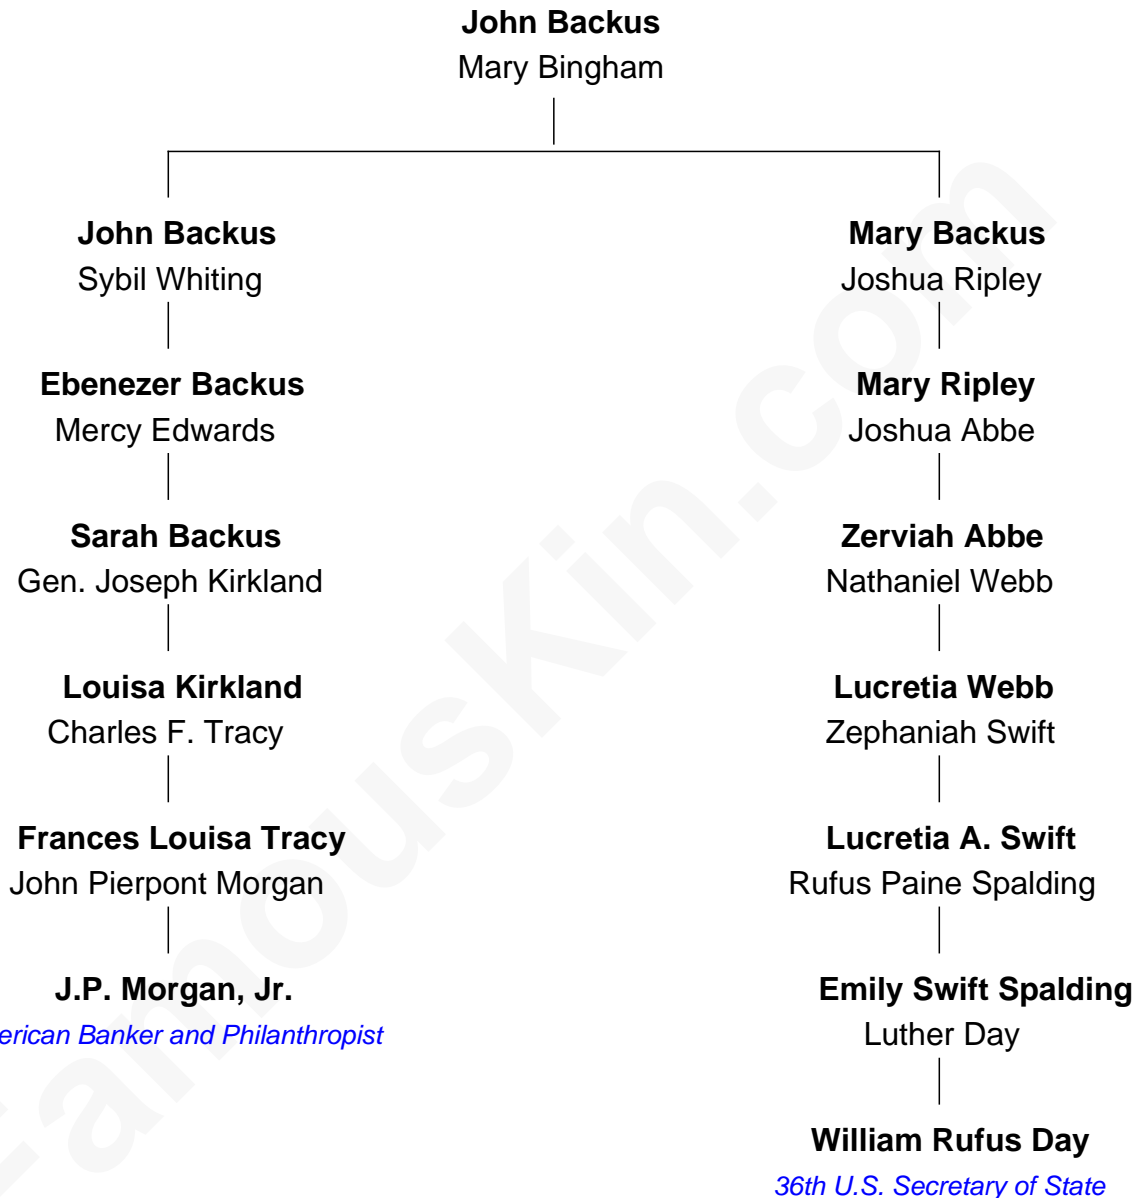 John Backus
Mary Bingham
John Backus
Sybil Whiting
Ebenezer Backus
Mercy Edwards
Sarah Backus
Gen. Joseph Kirkland
Louisa Kirkland
Charles F. Tracy
Frances Louisa Tracy
John Pierpont Morgan
J.P. Morgan, Jr.
erican Banker and Philanthropist
Mary Backus
Joshua Ripley
Mary Ripley
Joshua Abbe
Zerviah Abbe
Nathaniel Webb
Lucretia Webb
Zephaniah Swift
Lucretia A. Swift
Rufus Paine Spalding
Emily Swift Spalding
Luther Day
William Rufus Day
36th U.S. Secretary of State
FamousKin.com